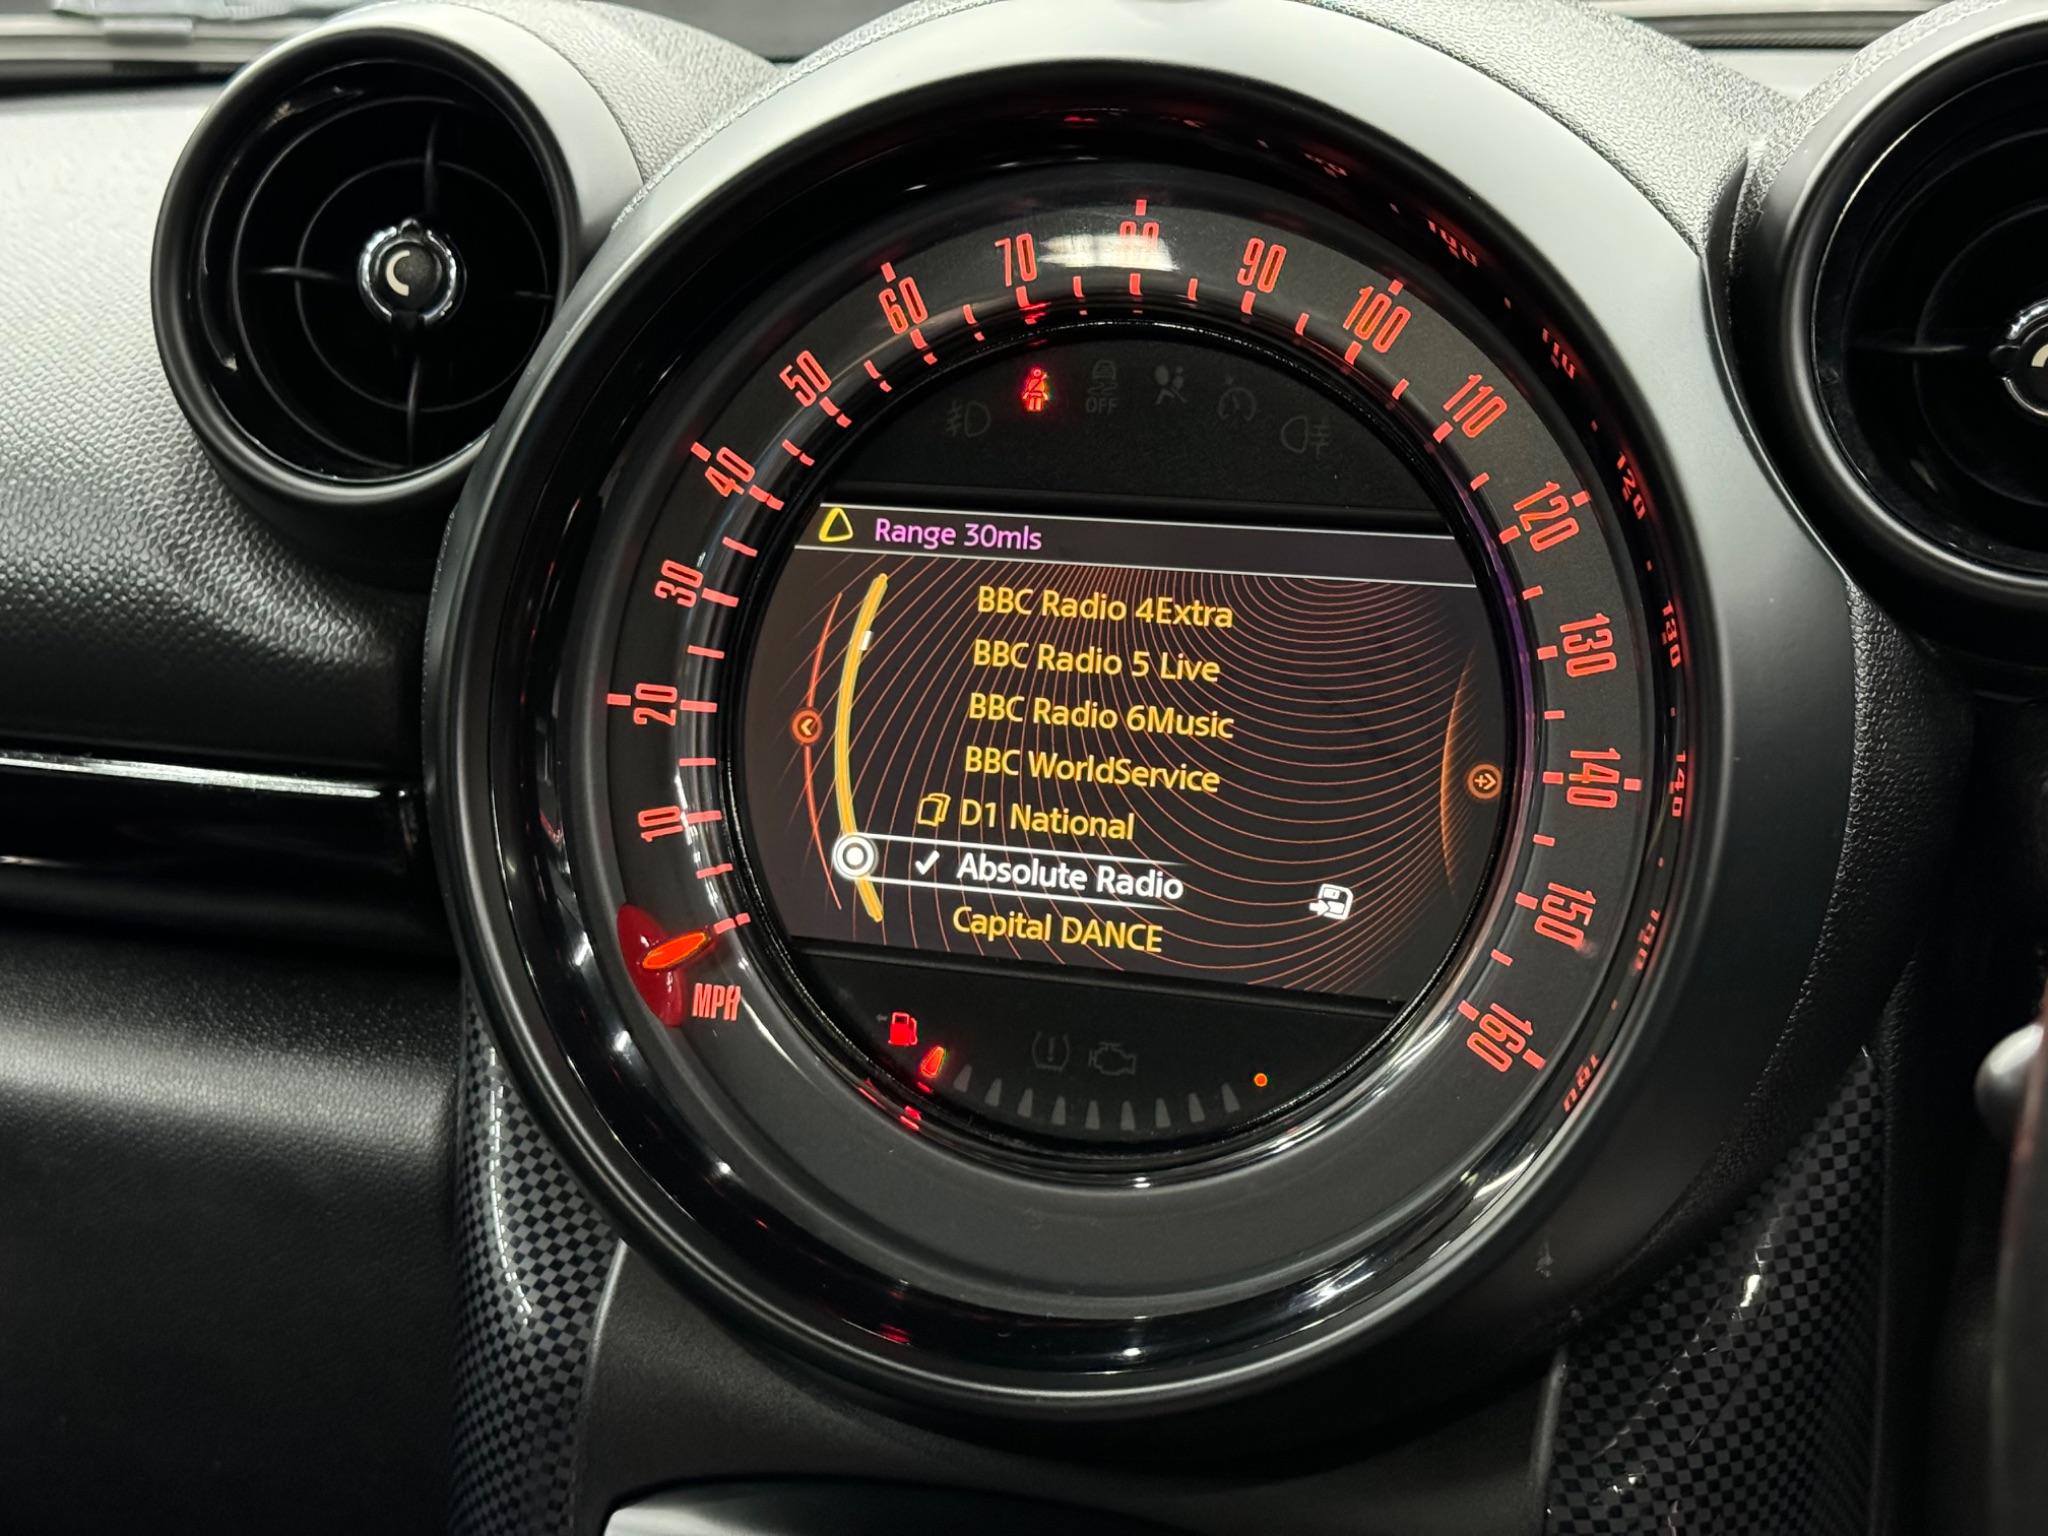 10
20
30
40
50
60
70
80
90
100
110
120
130
140
150
160
MPH
OFF
Range 30mls
BBC Radio 4Extra
BBC Radio 5 Live
BBC Radio 6Music
BBC WorldService
D1 National
Absolute Radio
Capital DANCE